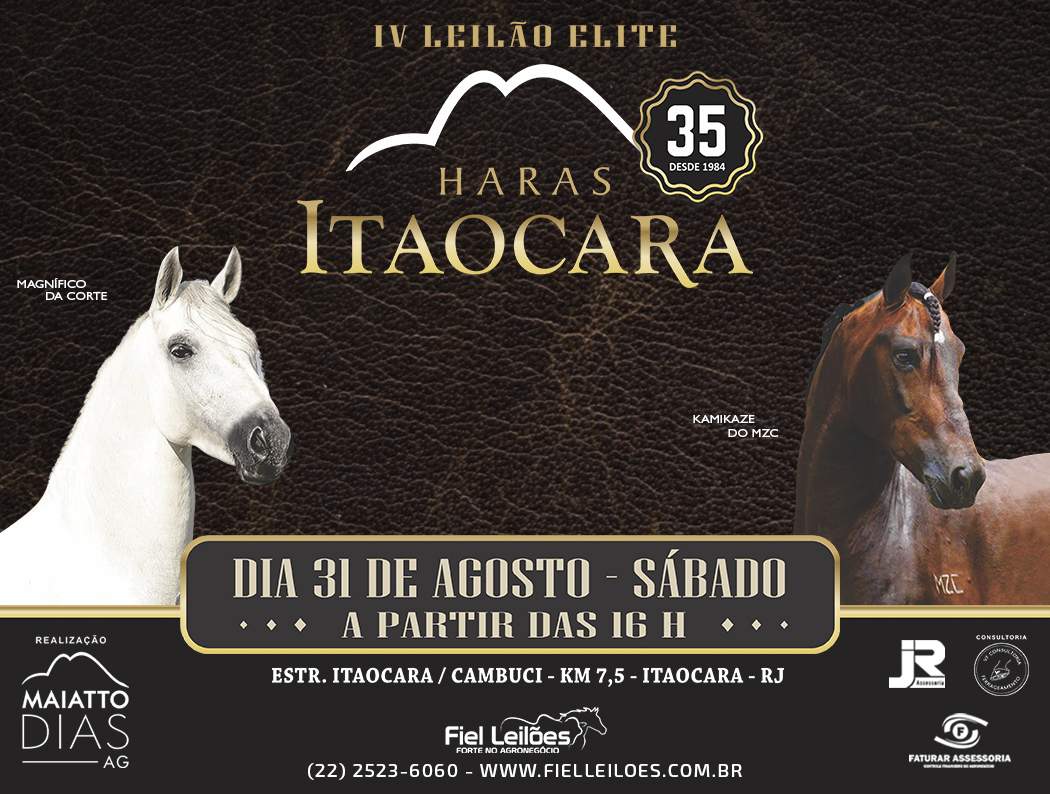 IV LEILÃO ELITE
35
DESDE 1984
HARAS
ITAOCARA
MAGNÍFICO
DA CORTE
KAMIKAZE
DO MZC
MZC
DIA 31 DE AGOSTO - SÁBADO
A PARTIR DAS 16 H
ESTR. ITAOCARA / CAMBUCI - KM 7,5 - ITAOCARA - RJ
REALIZAÇÃO
MAIATTO
DIAS
AG
Fiel Leilões
FORTE NO AGRONEGÓCIO
(22) 2523-6060 - WWW.FIELLEILOES.COM.BR
JR
Assessoria
CONSULTORIA
FERRAGEAMENTO
F
FATURAR ASSESSORIA